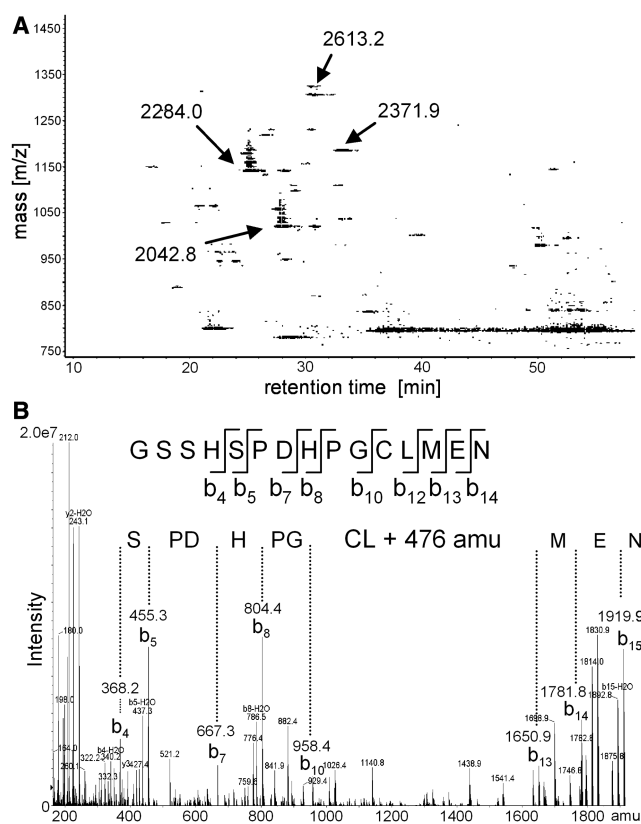 A
mass [m/z]
1450
1350
1250
1150
1050
950
850
750
2613.2
2284.0
2371.9
2042.8
10 20 30 40 50
retention time [min]
B
2.0e7
Intensity
0
G S S H S P D H P G C L M E N
b4 b5 b7 b8 b10 b12 b13 b14
S PD H PG CL + 476 amu M E N
212.0
y2-H2O
243.1
180.0
198.0
164.0
260.1
322.2
368.2
b4
b4-H2O
340.2
332.3
y3
427.4
455.3
b5
b5-H2O
437.3
521.2
667.3
b7
759.6
804.4
b8
b8-H2O
786.5
776.4
841.9
882.4
958.4
b10
929.4
1026.4
1140.8
1438.9
1541.4
1650.9
b13
1698.9
1746.8
1781.8
b14
1782.8
1814.0
1830.9
1919.9
b15
b15-H2O
1892.8
1875.8
200 400 600 800 1000 1200 1400 1600 1800 amu